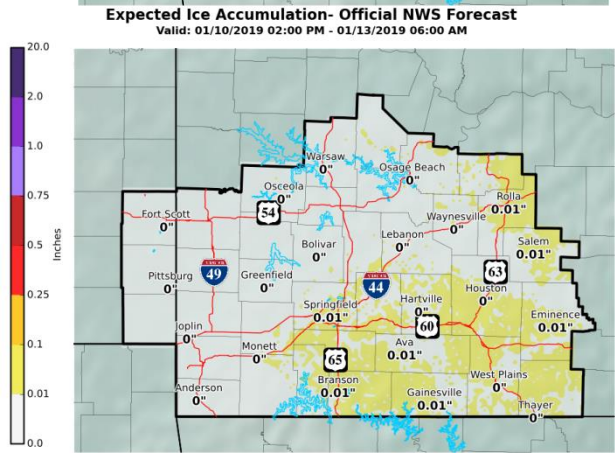 Expected Ice Accumulation- Official NWS Forecast
Valid: 01/10/2019 02:00 PM - 01/13/2019 06:00 AM
20.0
2.0
1.0
0.75
0.5
0.25
0.1
0.01
0.0
Inches
Warsaw
0"
Osage Beach
0"
Osceola
0"
54
Rolla
0.01"
Fort Scott
0"
Waynesville
0"
Lebanon
0"
Salem
0.01"
Bolivar
0"
Pittsburg
0"
49
Greenfield
0"
44
63
Houston
0"
Hartville
0"
Springfield
0.01"
Eminence
0.01"
60
Joplin
0"
Monett
0"
Ava
0.01"
65
Anderson
0"
Branson
0.01"
West Plains
0"
Gainesville
0.01"
Thayer
0"